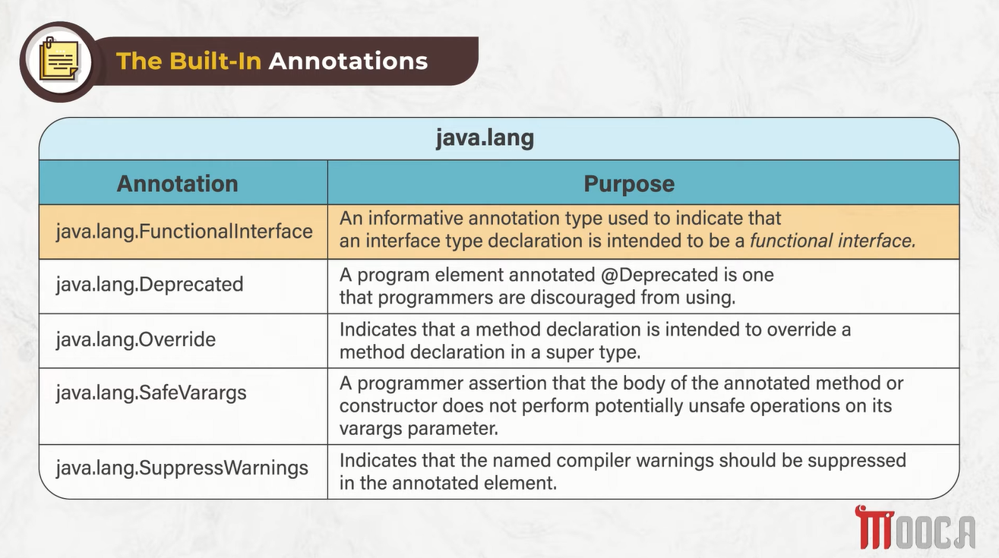 The Built-In Annotations
java.lang
Annotation
Purpose
java.lang.FunctionalInterface
An informative annotation type used to indicate that
an interface type declaration is intended to be a functional interface.
java.lang.Deprecated
A program element annotated @Deprecated is one
that programmers are discouraged from using.
java.lang.Override
Indicates that a method declaration is intended to override a
method declaration in a super type.
java.lang.SafeVarargs
A programmer assertion that the body of the annotated method or
constructor does not perform potentially unsafe operations on its
varargs parameter.
java.lang.SuppressWarnings
Indicates that the named compiler warnings should be suppressed
in the annotated element.
MOOCA